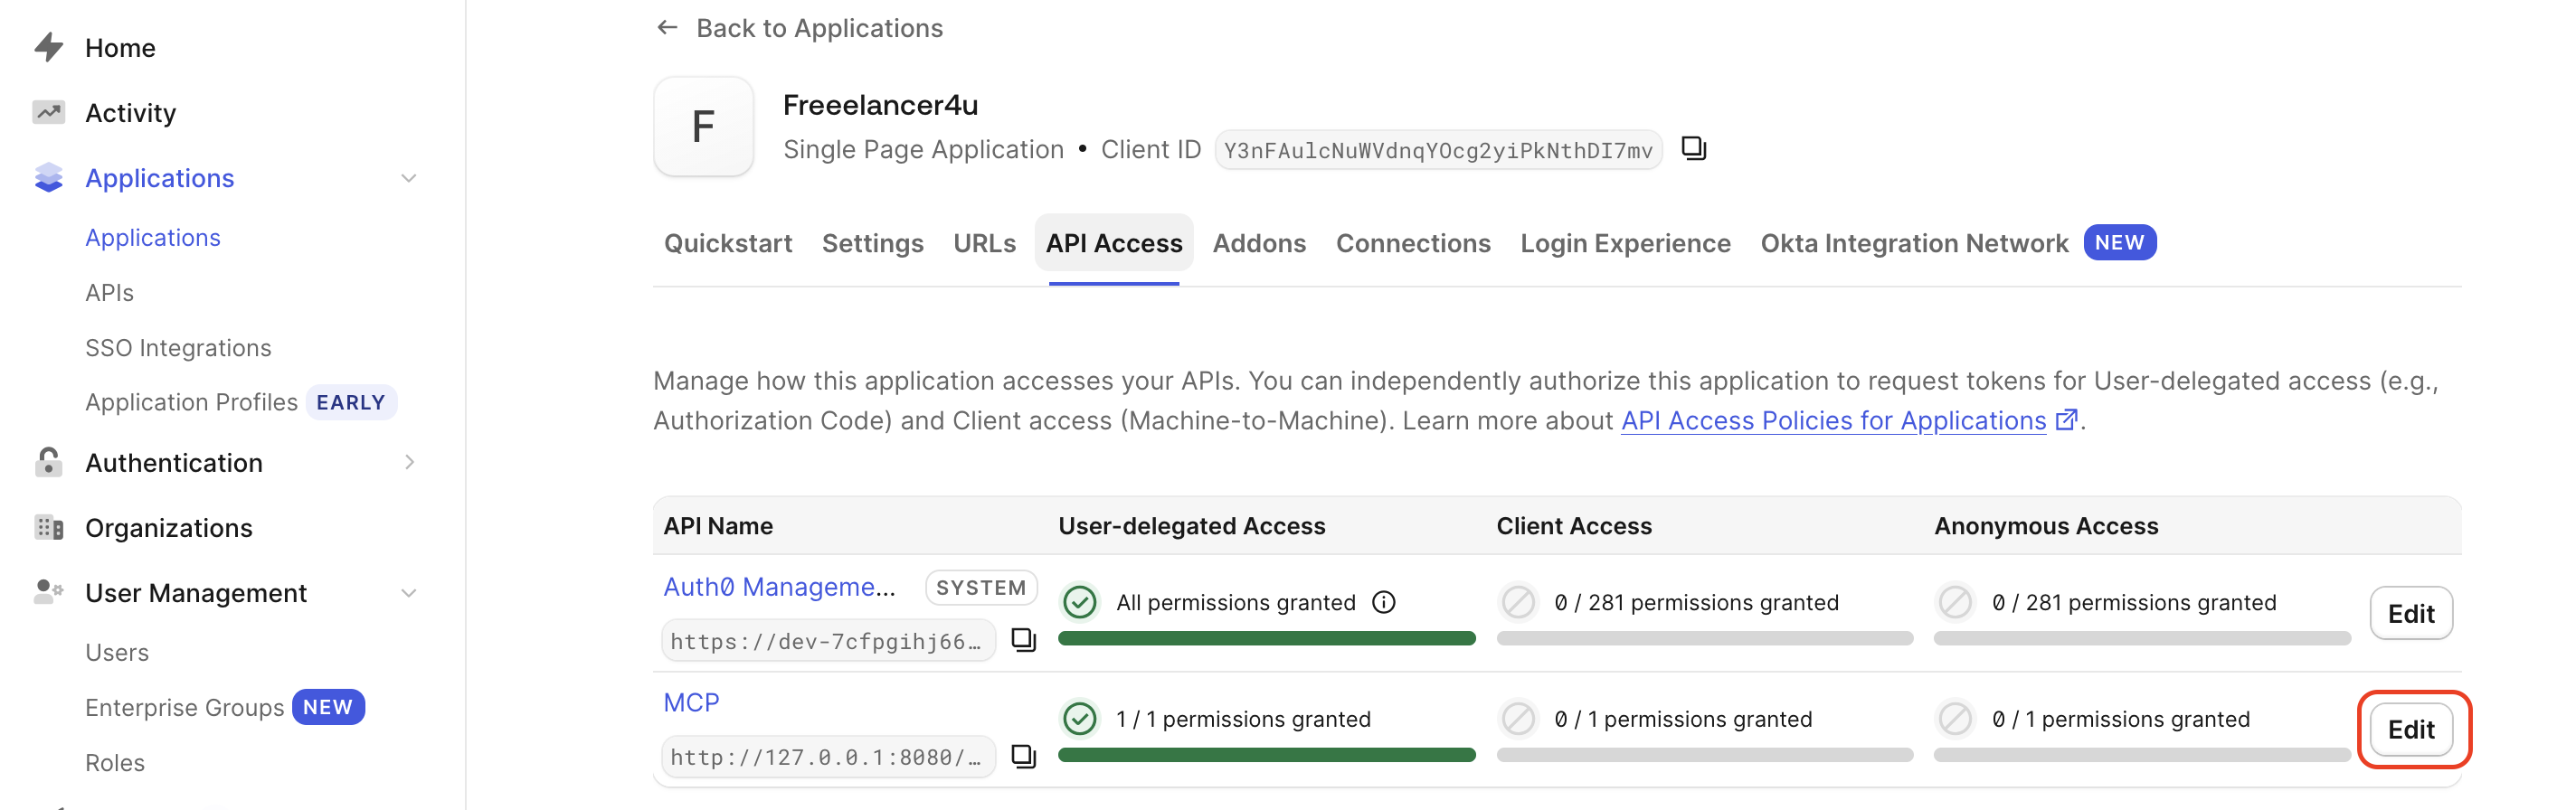 Home
Activity
Applications
Applications
APIs
SSO Integrations
Application Profiles EARLY
Authentication
Organizations
User Management
Users
Enterprise Groups NEW
Roles
← Back to Applications
F
Freeelancer4u
Single Page Application • Client ID Y3nFAulcNuWVdnqYOcg2yiPkNthDI7mv
Quickstart Settings URLs API Access Addons Connections Login Experience Okta Integration Network NEW
Manage how this application accesses your APIs. You can independently authorize this application to request tokens for User-delegated access (e.g.,
Authorization Code) and Client access (Machine-to-Machine). Learn more about API Access Policies for Applications.
API Name User-delegated Access Client Access Anonymous Access
Auth0 Manageme... SYSTEM
https://dev-7cfpgihj66…
All permissions granted 0 / 281 permissions granted 0 / 281 permissions granted Edit
MCP
http://127.0.0.1:8080/…
1 / 1 permissions granted 0 / 1 permissions granted 0 / 1 permissions granted Edit